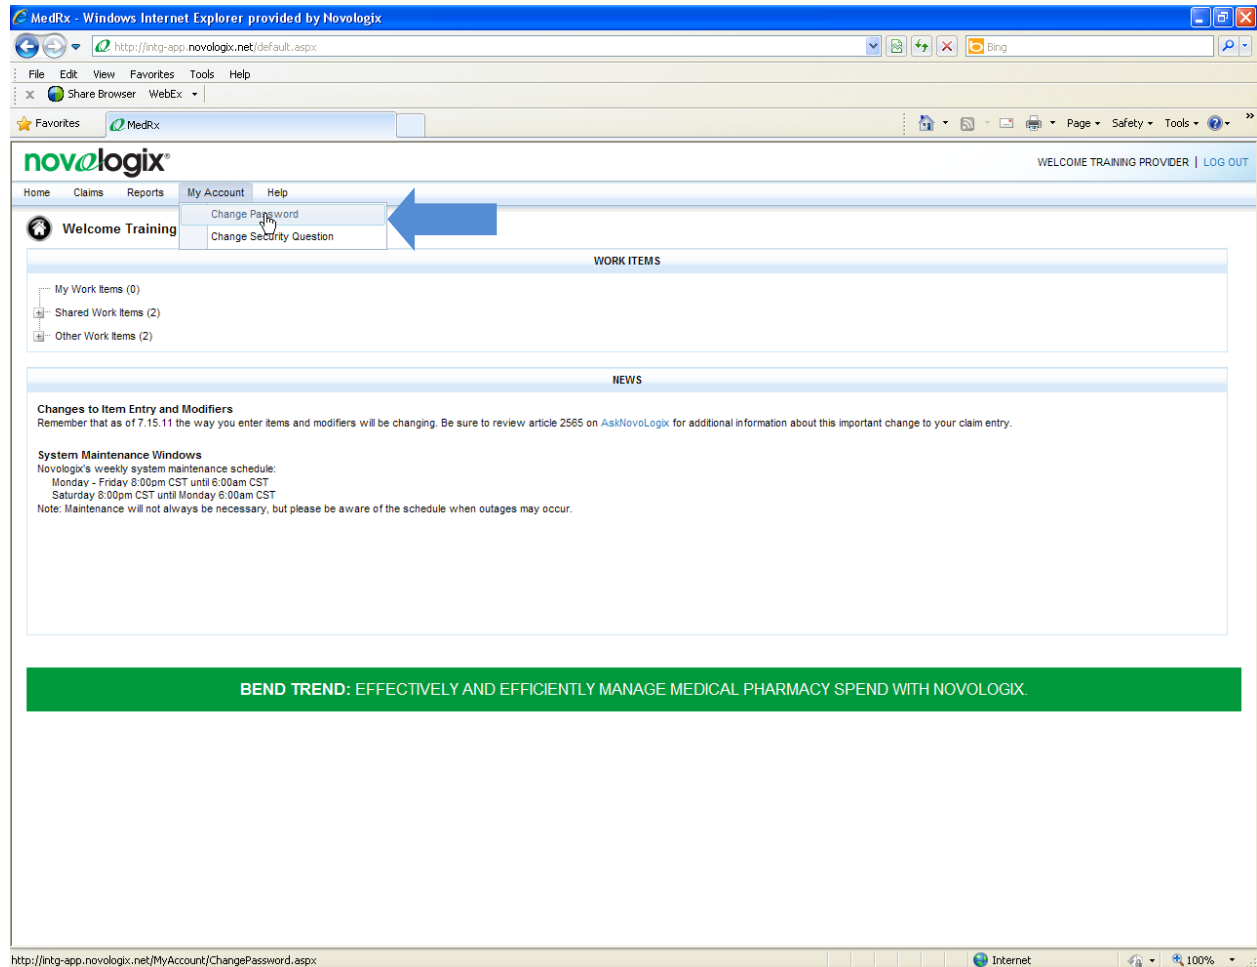 MedRx - Windows Internet Explorer provided by Novologix
http://intg-app.novologix.net/default.aspx
Bing
File Edit View Favorites Tools Help
x Share Browser WebEx
Favorites MedRx Page Safety Tools »
novologix®
WELCOME TRAINING PROVIDER | LOG OUT
Home Claims Reports My Account Help
Change Password
Welcome Training
Change Security Question
WORK ITEMS
My Work Items (0)
Shared Work Items (2)
Other Work Items (2)
NEWS
Changes to Item Entry and Modifiers
Remember that as of 7.15.11 the way you enter items and modifiers will be changing. Be sure to review article 2565 on AskNovoLogix for additional information about this important change to your claim entry.
System Maintenance Windows
Novologix's weekly system maintenance schedule:
Monday - Friday 8:00pm CST until 6:00am CST
Saturday 8:00pm CST until Monday 6:00am CST
Note: Maintenance will not always be necessary, but please be aware of the schedule when outages may occur.
BEND TREND: EFFECTIVELY AND EFFICIENTLY MANAGE MEDICAL PHARMACY SPEND WITH NOVOLOGIX.
http://intg-app.novologix.net/MyAccount/ChangePassword.aspx Internet 100%